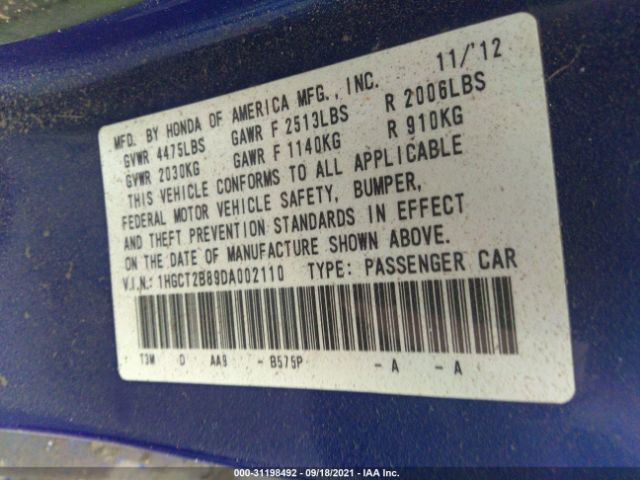 MFD. BY HONDA OF AMERICA MFG., INC. 11/'12
GVWR 4475LBS GAWR F 2513LBS R 2006LBS
GVWR 2030KG GAWR F 1140KG R 910KG
THIS VEHICLE CONFORMS TO ALL APPLICABLE
FEDERAL MOTOR VEHICLE SAFETY, BUMPER,
AND THEFT PREVENTION STANDARDS IN EFFECT
ON THE DATE OF MANUFACTURE SHOWN ABOVE.
V.I.N.: 1HGCT2B89DA002110 TYPE: PASSENGER CAR
T3M 0 AA9 - B575P - A - A
000-31198492 - 09/18/2021 - IAA Inc.